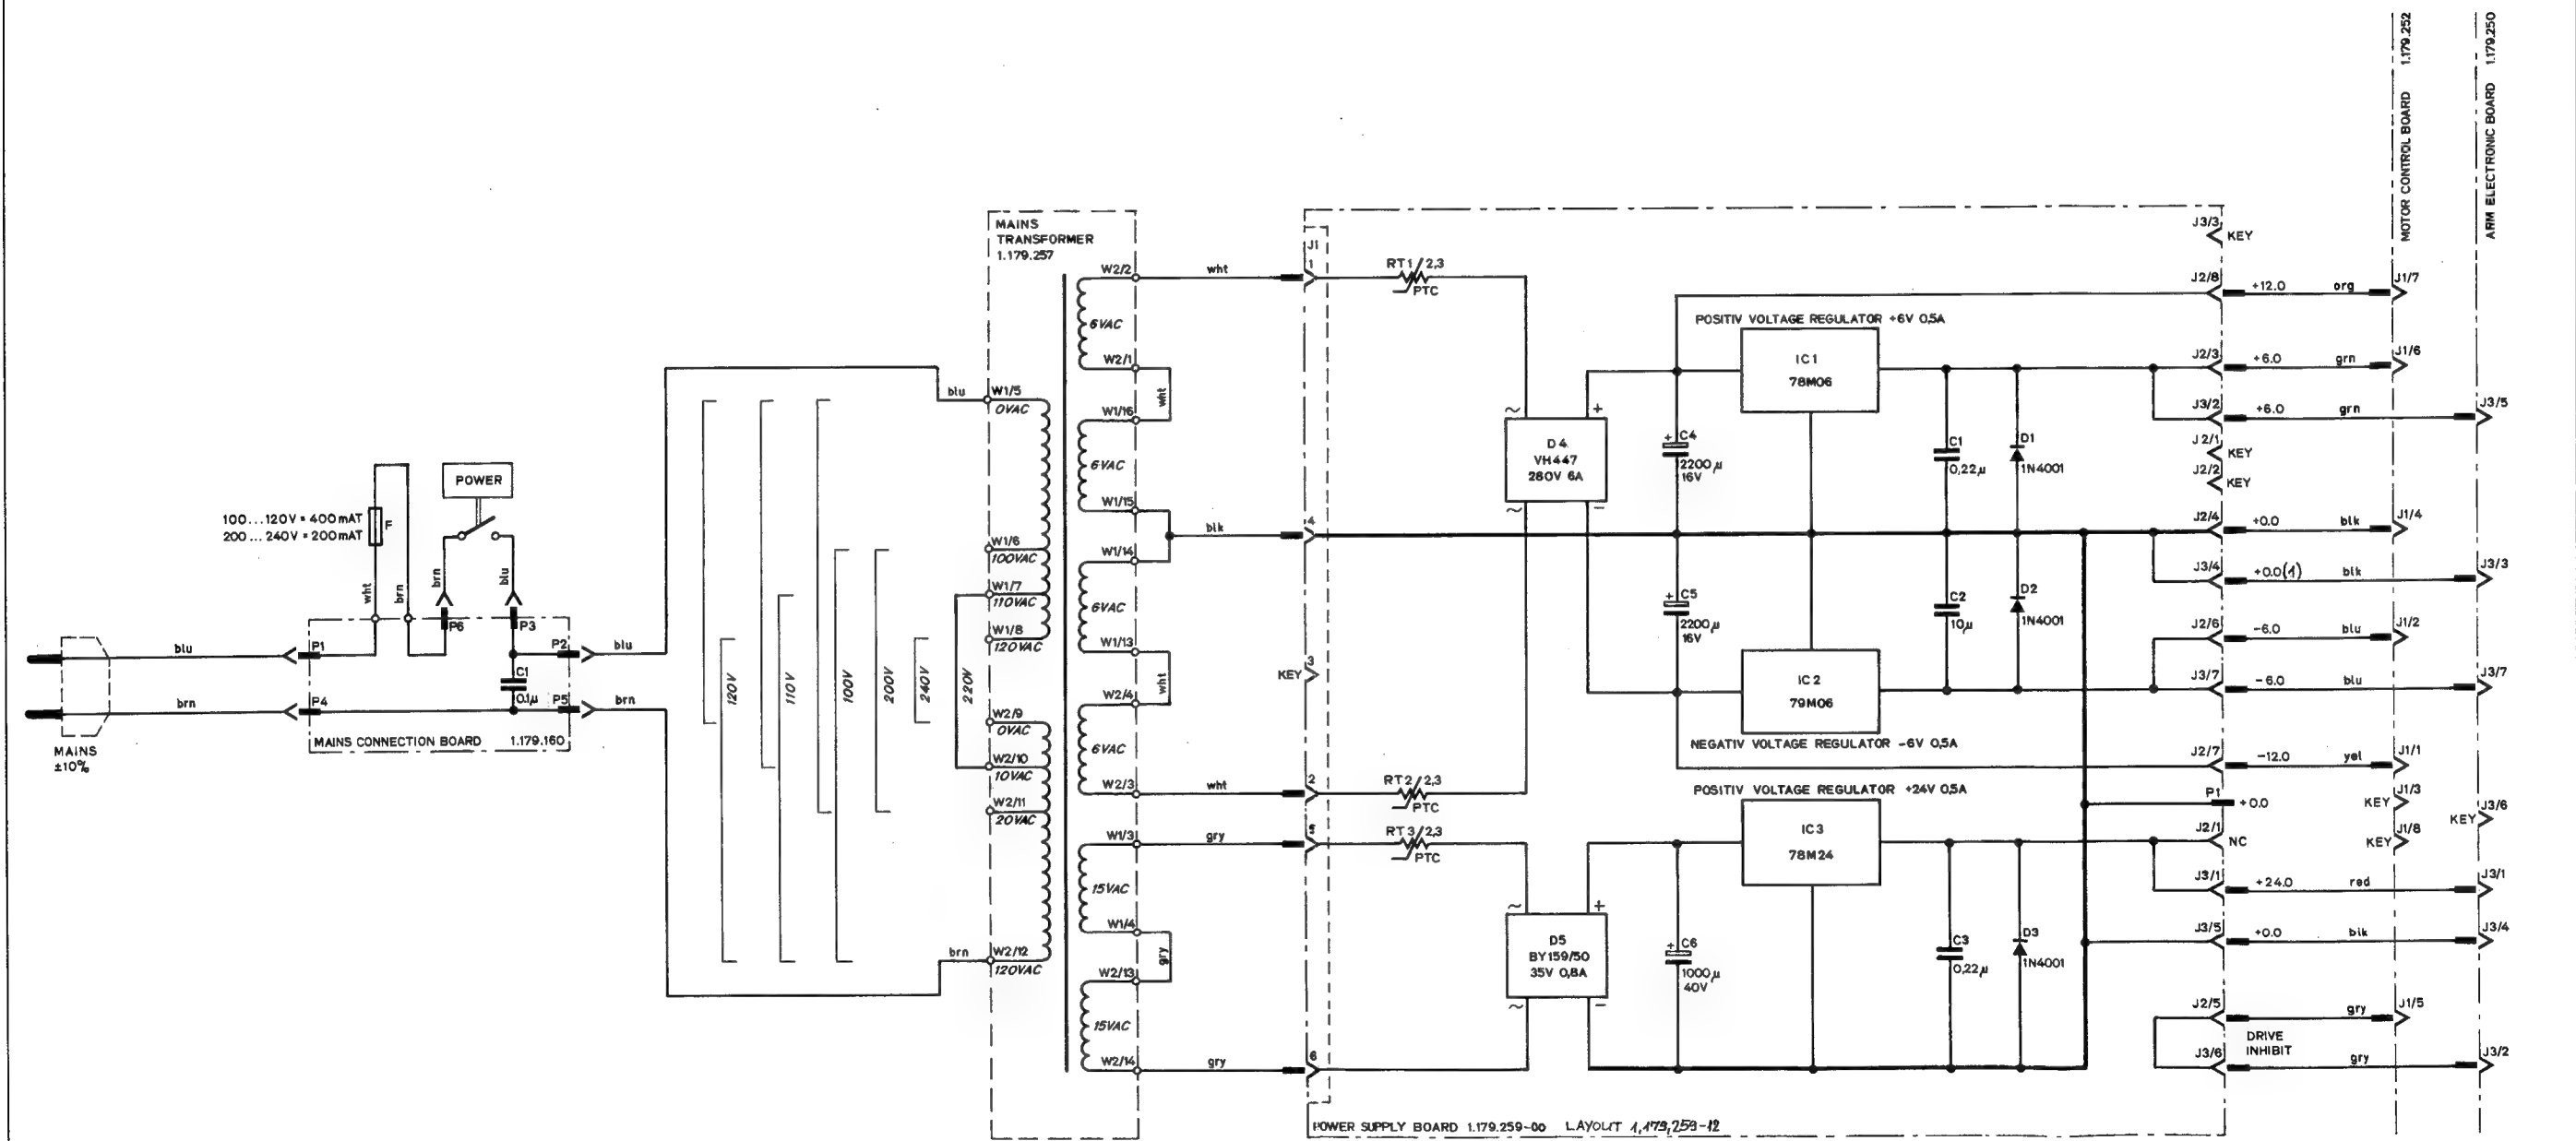 MOTOR CONTROL BOARD 1.179.252
ARM ELECTRONIC BOARD 1.179.250
100...120V = 400mAT
200...240V = 200mAT
F
POWER
wht
brn
brn
blu
P6
P3
blu
P1
P2
blu
C1
0.1µ
brn
P4
P5
brn
MAINS CONNECTION BOARD 1.179.160
MAINS
±10%
120V
110V
100V
200V
240V
220V
MAINS
TRANSFORMER
1.179.257
blu
W1/5
0VAC
W1/6
100VAC
W1/7
110VAC
W1/8
120VAC
W2/9
0VAC
W2/10
10VAC
W2/11
20VAC
brn
W2/12
120VAC
W2/2
6VAC
W2/1
wht
W1/16
6VAC
W1/15
W1/14
6VAC
W1/13
wht
W2/4
6VAC
W2/3
W1/3
15VAC
W1/4
gry
W2/13
15VAC
W2/14
wht
blk
wht
gry
gry
J1
1
4
KEY 3
2
5
6
RT1/2,3
PTC
RT2/2,3
PTC
RT3/2,3
PTC
~
+
D4
VH447
280V 6A
~
−
~
+
D5
BY159/50
35V 0,8A
~
−
+ C4
2200µ
16V
+ C5
2200µ
16V
+ C6
1000µ
40V
POSITIV VOLTAGE REGULATOR +6V 0,5A
IC1
78M06
IC2
79M06
NEGATIV VOLTAGE REGULATOR -6V 0,5A
POSITIV VOLTAGE REGULATOR +24V 0,5A
IC3
78M24
C1
0,22µ
D1
1N4001
C2
10µ
D2
1N4001
C3
0,22µ
D3
1N4001
J3/3
KEY
J2/8 +12.0 org J1/7
J2/3 +6.0 grn J1/6
J3/2 +6.0 grn J3/5
J2/1
KEY
J2/2
KEY
J2/4 +0.0 blk J1/4
J3/4 +0.0(1) blk J3/3
J2/6 -6.0 blu J1/2
J3/7 -6.0 blu J3/7
J2/7 -12.0 yel J1/1
P1 +0.0
KEY J1/3
KEY J3/6
J2/1 NC
KEY J1/8
J3/1 +24.0 red J3/1
J3/5 +0.0 blk J3/4
J2/5 gry J1/5
DRIVE
INHIBIT
J3/6 gry J3/2
POWER SUPPLY BOARD 1.179.259-00 LAYOUT 1,179,259-12